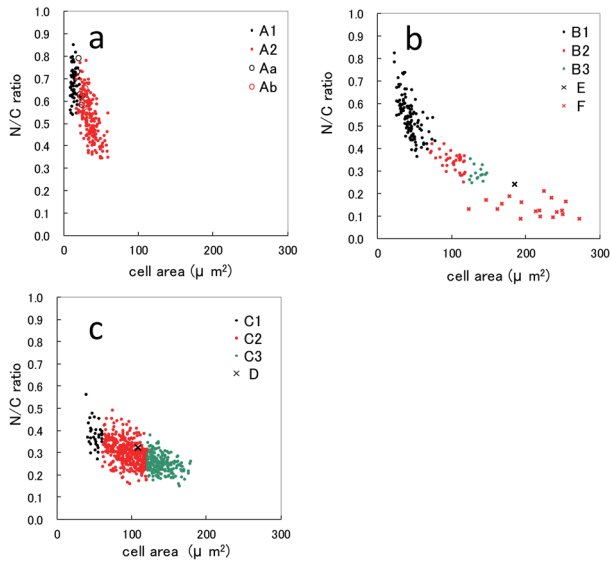 a
N/C ratio
1.0
0.9
0.8
0.7
0.6
0.5
0.4
0.3
0.2
0.1
0.0
0
100
200
300
cell area (μ m²)
A1
A2
Aa
Ab
b
N/C ratio
1.0
0.9
0.8
0.7
0.6
0.5
0.4
0.3
0.2
0.1
0.0
0
100
200
300
cell area (μ m²)
B1
B2
B3
E
F
c
N/C ratio
1.0
0.9
0.8
0.7
0.6
0.5
0.4
0.3
0.2
0.1
0.0
0
100
200
300
cell area (μ m²)
C1
C2
C3
D